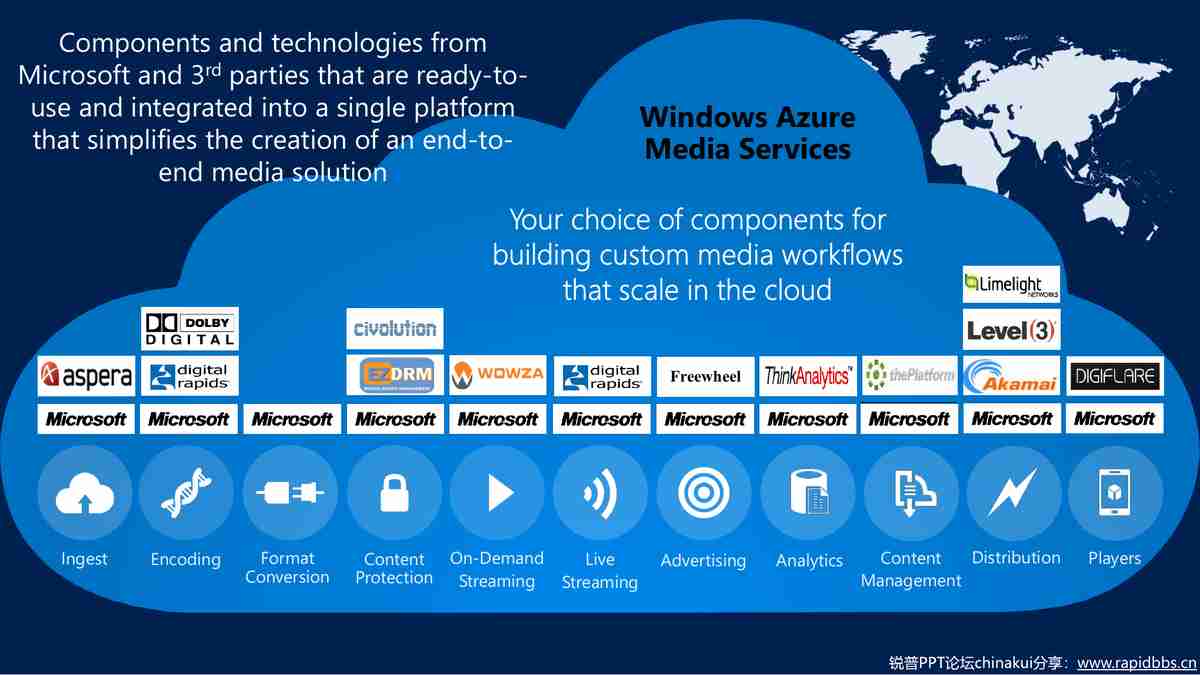 Components and technologies from
Microsoft and 3rd parties that are ready-to-
use and integrated into a single platform
that simplifies the creation of an end-to-
end media solution
Windows Azure
Media Services
Your choice of components for
building custom media workflows
that scale in the cloud
Limelight
NETWORKS
DOLBY
DIGITAL
civolution
Level(3)
aspera
digital
rapids
EZDRM
WOWZA
digital
rapids
Freewheel
ThinkAnalytics™
thePlatform
Akamai
DIGIFLARE
Microsoft Microsoft Microsoft Microsoft Microsoft Microsoft Microsoft Microsoft Microsoft Microsoft Microsoft
Ingest
Encoding
Format
Conversion
Content
Protection
On-Demand
Streaming
Live
Streaming
Advertising
Analytics
Content
Management
Distribution
Players
锐普PPT论坛chinakui分享：www.rapidbbs.cn